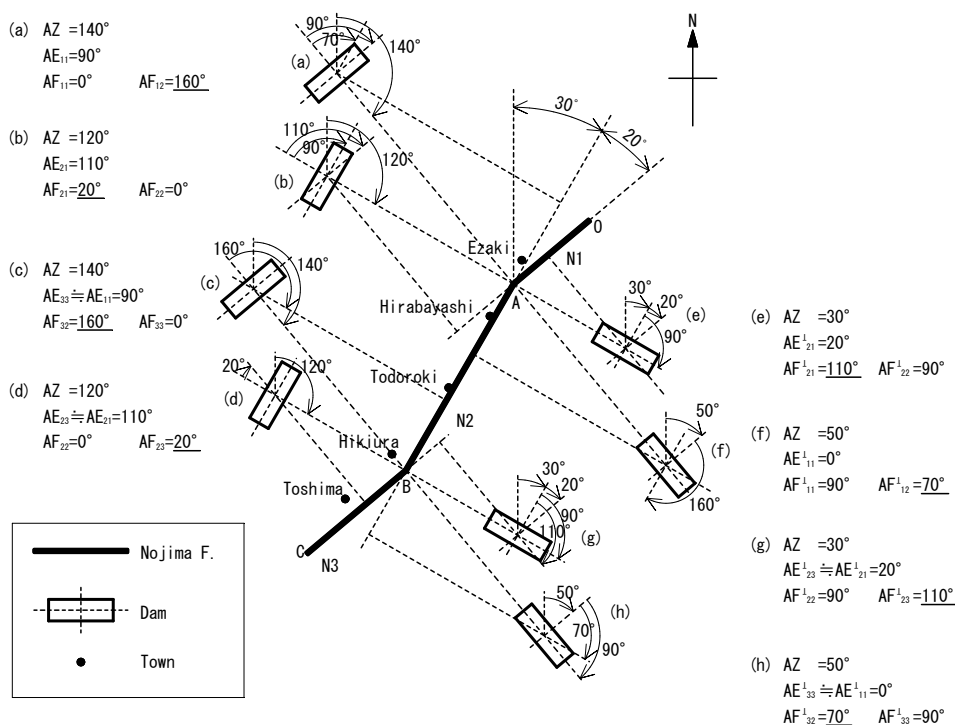 (a) AZ =140°
AE₁₁=90°
AF₁₁=0° AF₁₂=160°
(b) AZ =120°
AE₂₁=110°
AF₂₁=20° AF₂₂=0°
(c) AZ =140°
AE₃₃≒AE₁₁=90°
AF₃₂=160° AF₃₃=0°
(d) AZ =120°
AE₂₃≒AE₂₁=110°
AF₂₂=0° AF₂₃=20°
90°
70°
140°
(a)
110°
90°
120°
(b)
160°
140°
(c)
20°
120°
(d)
N
30°
20°
O
N1
Ezaki
A
Hirabayashi
Todoroki
N2
Hikiura
B
Toshima
C
N3
30°
20°
90°
(e)
50°
(f)
160°
30°
20°
90°
110°
(g)
50°
(h)
70°
90°
(e) AZ =30°
AE⊥₂₁=20°
AF⊥₂₁=110° AF⊥₂₂=90°
(f) AZ =50°
AE⊥₁₁=0°
AF⊥₁₁=90° AF⊥₁₂=70°
(g) AZ =30°
AE⊥₂₃≒AE⊥₂₁=20°
AF⊥₂₂=90° AF⊥₂₃=110°
(h) AZ =50°
AE⊥₃₃≒AE⊥₁₁=0°
AF⊥₃₂=70° AF⊥₃₃=90°
Nojima F.
Dam
Town